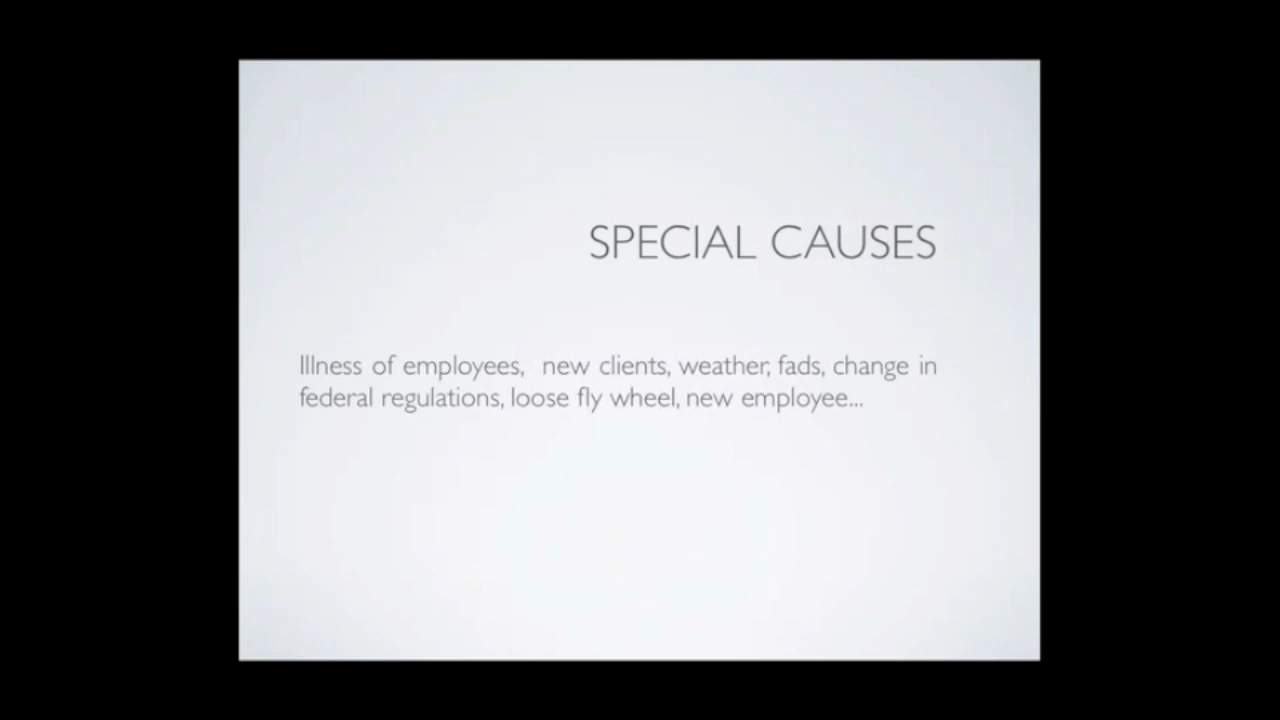 SPECIAL CAUSES
Illness of employees,  new clients, weather, fads, change in
federal regulations, loose fly wheel, new employee...